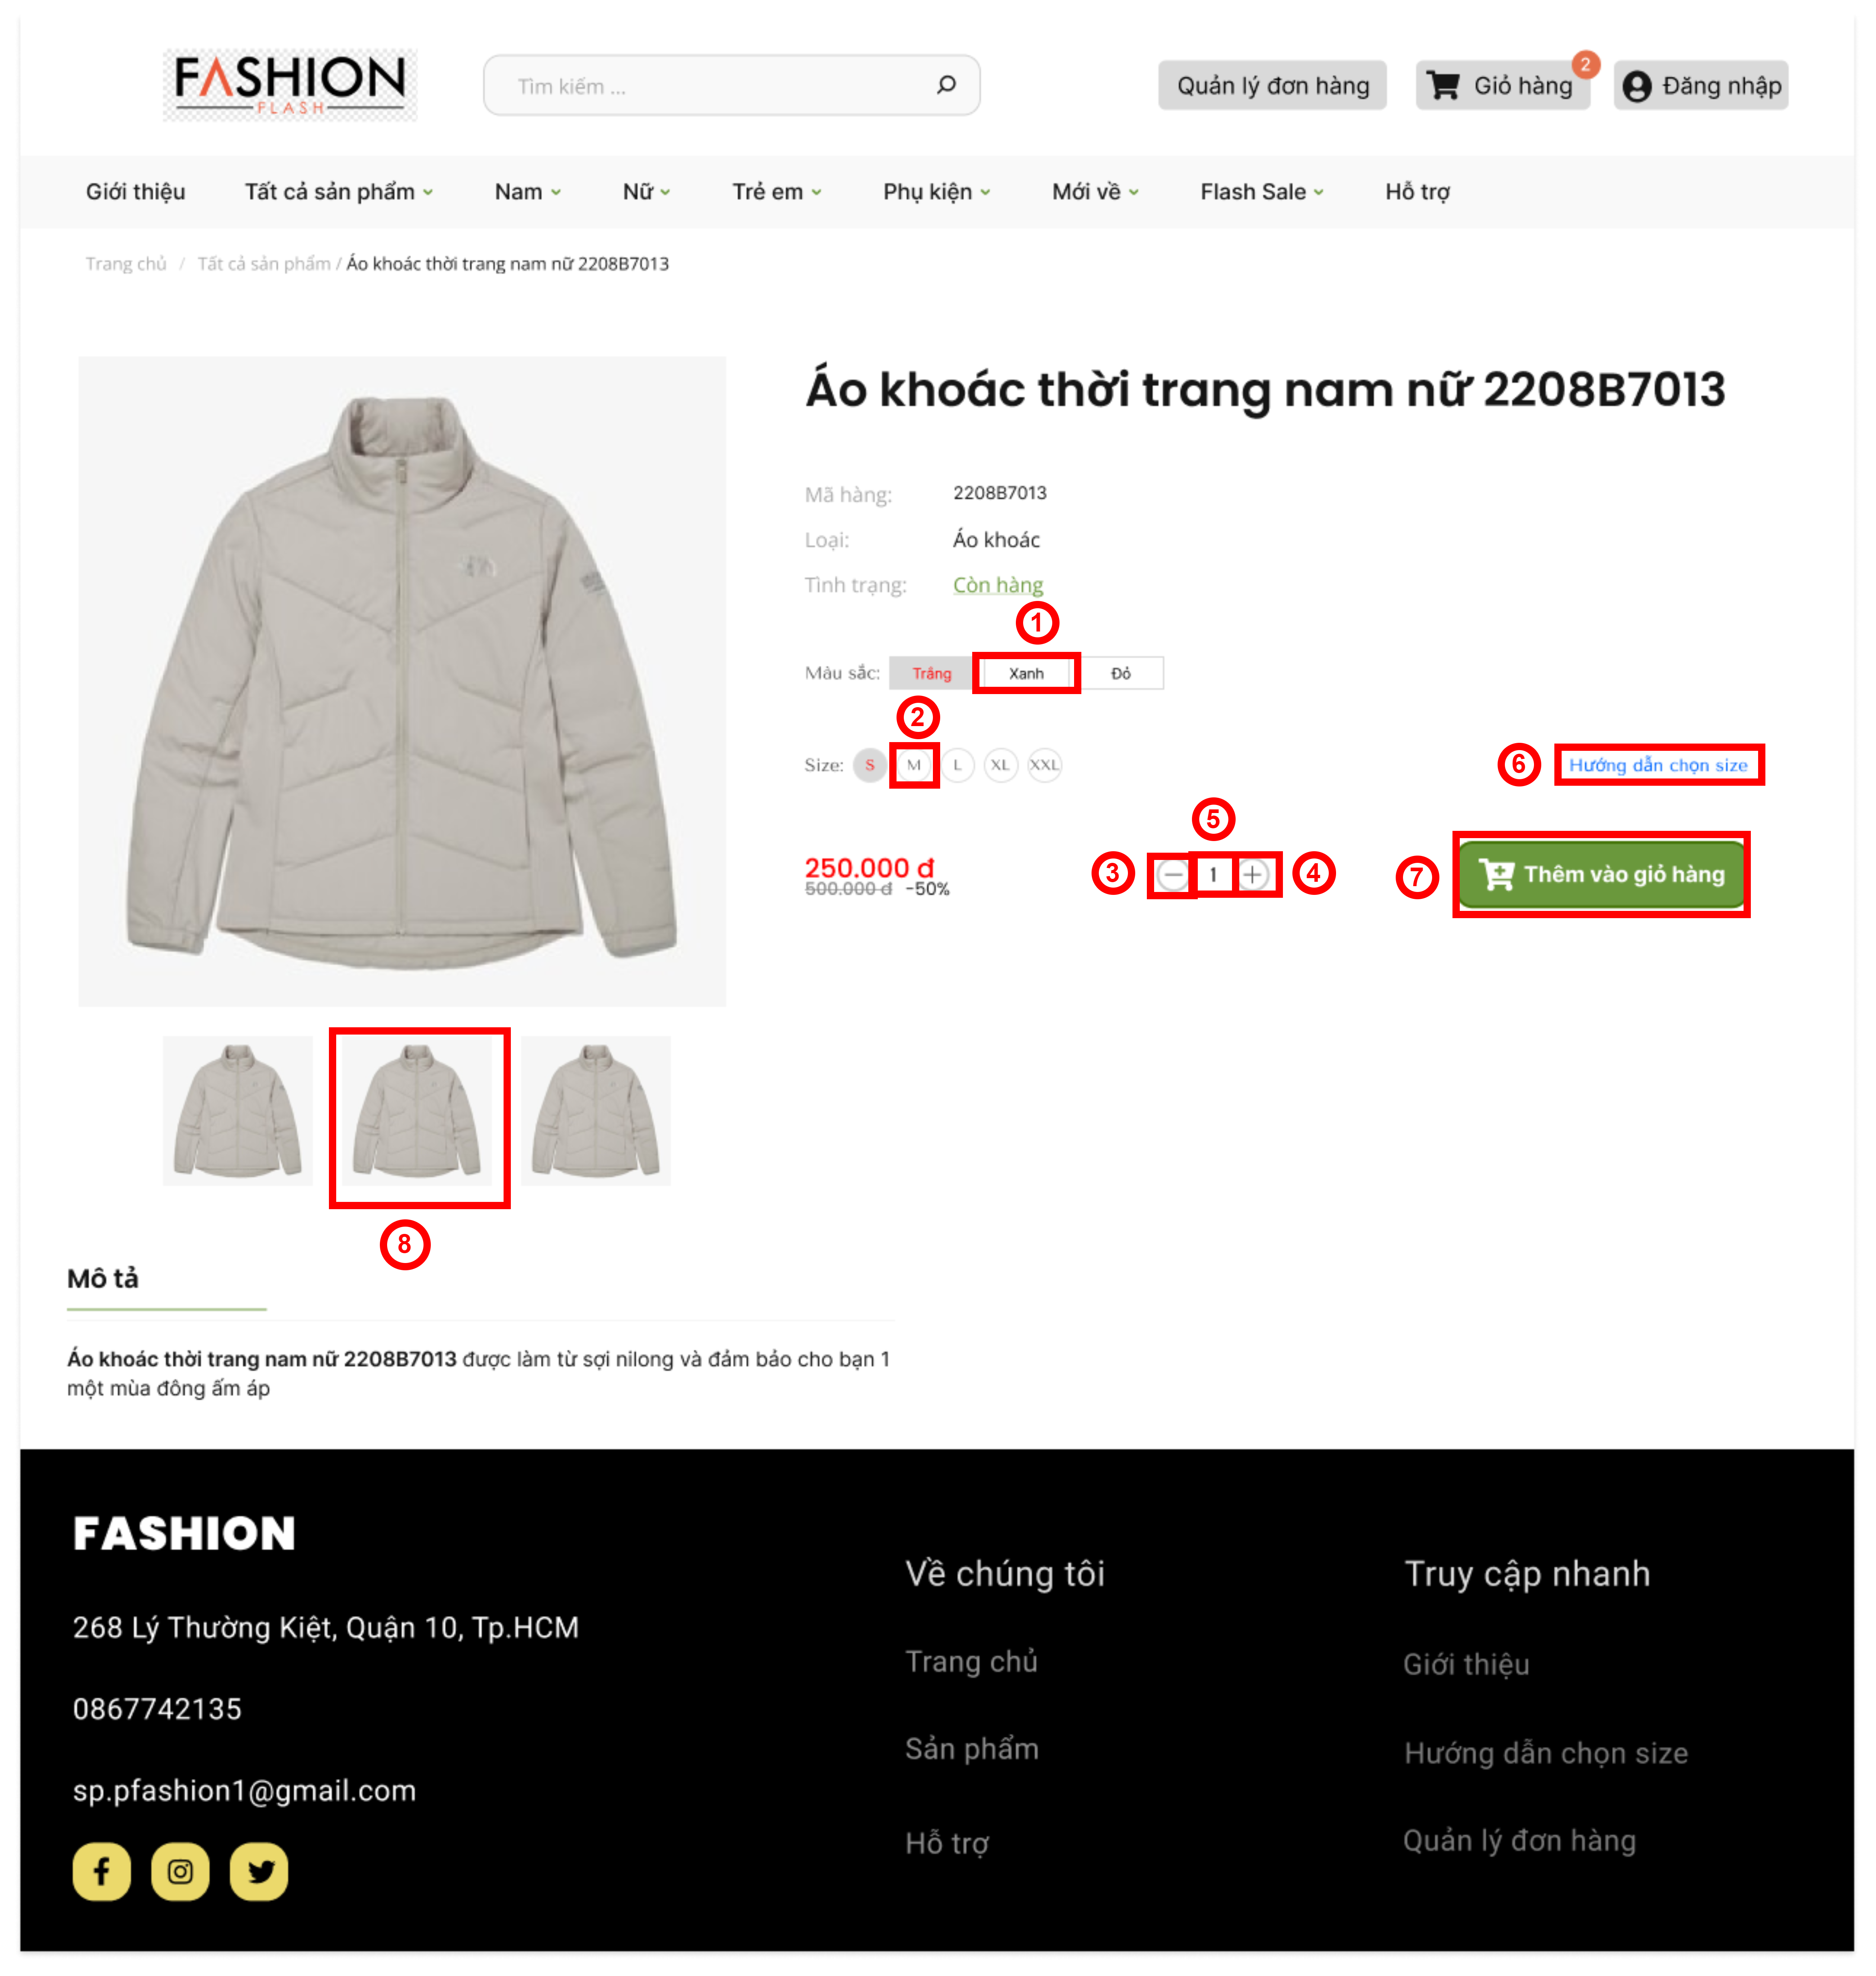 FASHION
FLASH
Tìm kiếm ...
Quản lý đơn hàng
Giỏ hàng
2
Đăng nhập
Giới thiệu
Tất cả sản phẩm
Nam
Nữ
Trẻ em
Phụ kiện
Mới về
Flash Sale
Hỗ trợ
Trang chủ / Tất cả sản phẩm / Áo khoác thời trang nam nữ 2208B7013
Áo khoác thời trang nam nữ 2208B7013
Mã hàng: 2208B7013
Loại: Áo khoác
Tình trạng: Còn hàng
1
Màu sắc: Trắng Xanh Đỏ
2
Size: S M L XL XXL
6 Hướng dẫn chọn size
5
250.000 đ
500.000 đ -50%
3 − 1 + 4
7 Thêm vào giỏ hàng
8
Mô tả
Áo khoác thời trang nam nữ 2208B7013 được làm từ sợi nilong và đảm bảo cho bạn 1
một mùa đông ấm áp
FASHION
268 Lý Thường Kiệt, Quận 10, Tp.HCM
0867742135
sp.pfashion1@gmail.com
Về chúng tôi
Trang chủ
Sản phẩm
Hỗ trợ
Truy cập nhanh
Giới thiệu
Hướng dẫn chọn size
Quản lý đơn hàng